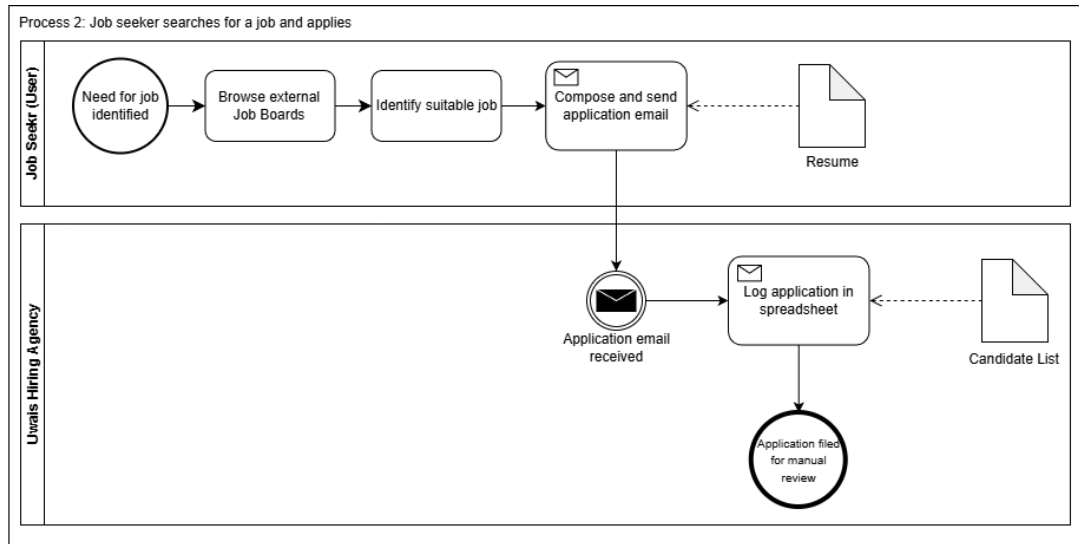 Process 2: Job seeker searches for a job and applies
Job Seekr (User)
Need for job
identified
Browse external
Job Boards
Identify suitable job
Compose and send
application email
Resume
Uwais Hiring Agency
Application email
received
Log application in
spreadsheet
Candidate List
Application filed
for manual
review